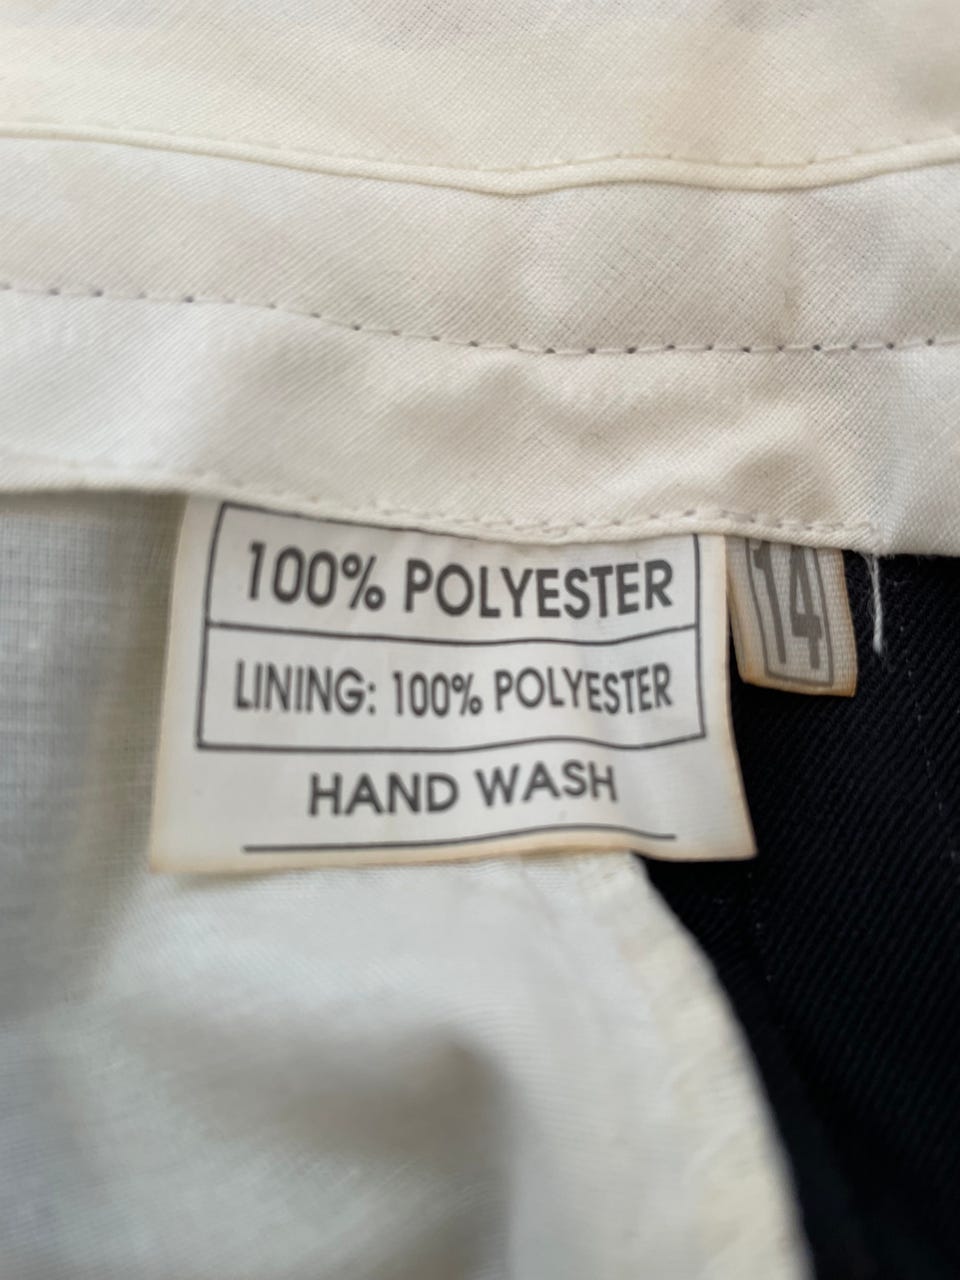 100% POLYESTER
LINING: 100% POLYESTER
HAND WASH
14